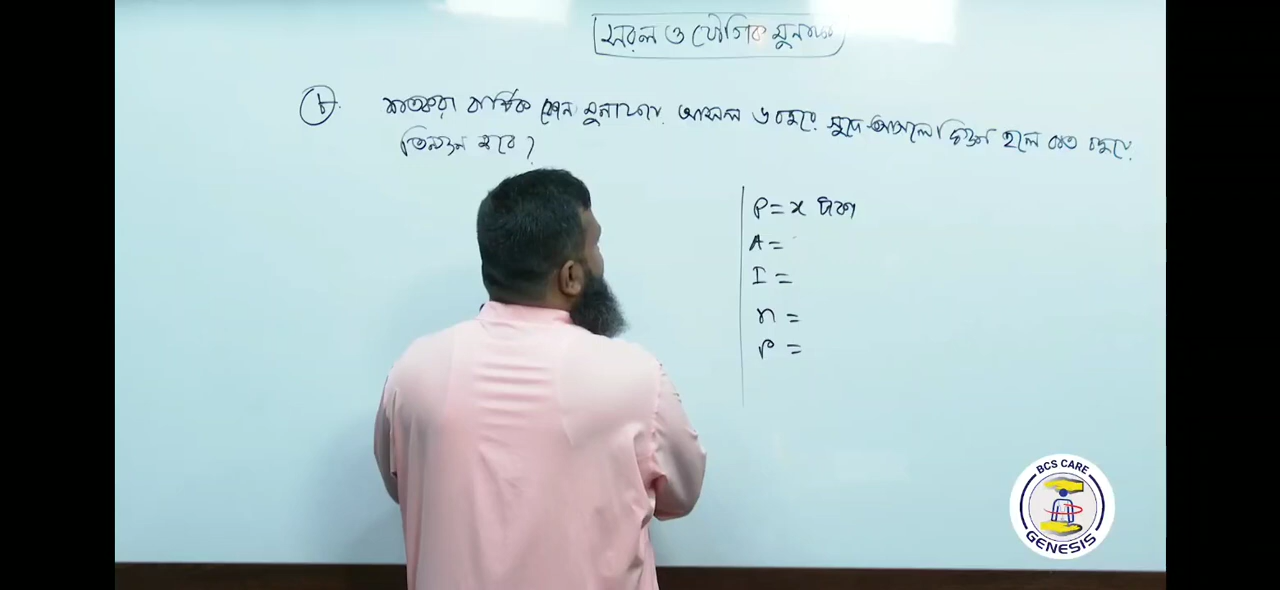 সরল ও যৌগিক মুনাফা
৮. শতকরা বার্ষিক কোন মুনাফায় আসল ৬ বছরে সুদে-আসলে দ্বিগুন হলে কত বছরে
তিনগুন হবে?
P = x টাকা
A =
I =
n =
r =
BCS CARE
GENESIS